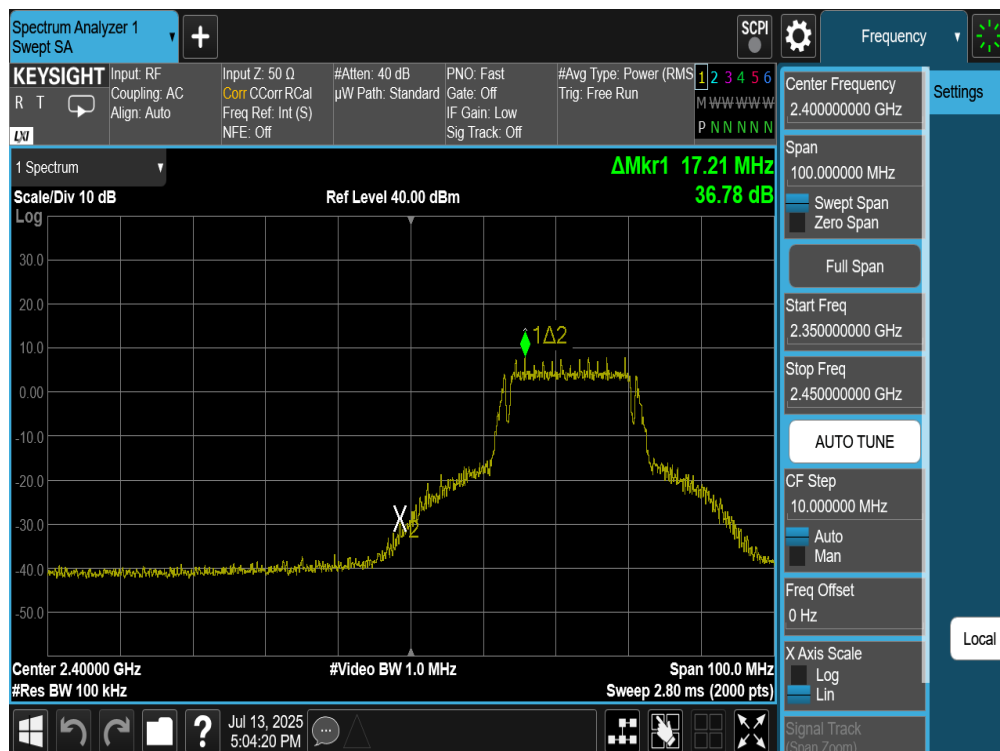 Spectrum Analyzer 1
Swept SA
+
SCPI
Frequency
KEYSIGHT
R T
LXI
Input: RF
Coupling: AC
Align: Auto
Input Z: 50 Ω
Corr CCorr RCal
Freq Ref: Int (S)
NFE: Off
#Atten: 40 dB
µW Path: Standard
PNO: Fast
Gate: Off
IF Gain: Low
Sig Track: Off
#Avg Type: Power (RMS
Trig: Free Run
1 2 3 4 5 6
M W W W W W
P N N N N N
1 Spectrum
ΔMkr1 17.21 MHz
36.78 dB
Scale/Div 10 dB
Ref Level 40.00 dBm
Log
30.0
20.0
10.0
0.00
-10.0
-20.0
-30.0
-40.0
-50.0
1Δ2
2
Center 2.40000 GHz
#Video BW 1.0 MHz
Span 100.0 MHz
#Res BW 100 kHz
Sweep 2.80 ms (2000 pts)
Center Frequency
2.400000000 GHz
Span
100.000000 MHz
Swept Span
Zero Span
Full Span
Start Freq
2.350000000 GHz
Stop Freq
2.450000000 GHz
AUTO TUNE
CF Step
10.000000 MHz
Auto
Man
Freq Offset
0 Hz
X Axis Scale
Log
Lin
Signal Track
(Span Zoom)
Settings
Local
?
Jul 13, 2025
5:04:20 PM